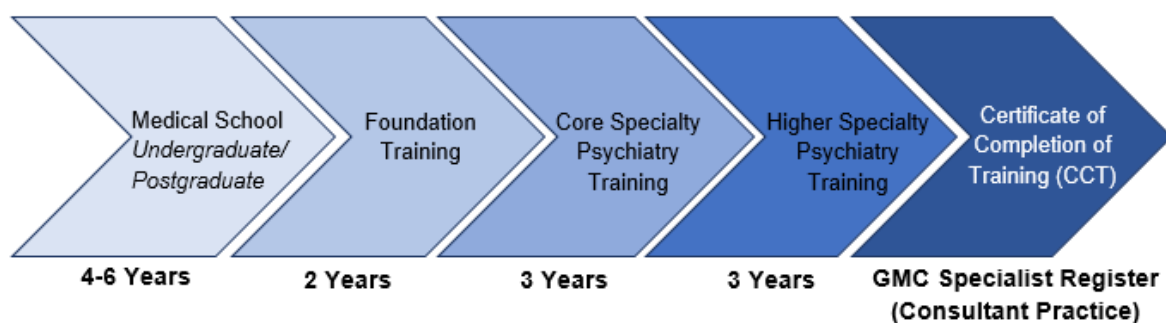 Medical School
Undergraduate/
Postgraduate
Foundation
Training
Core Specialty
Psychiatry
Training
Higher Specialty
Psychiatry
Training
Certificate of
Completion of
Training (CCT)
4-6 Years
2 Years
3 Years
3 Years
GMC Specialist Register
(Consultant Practice)